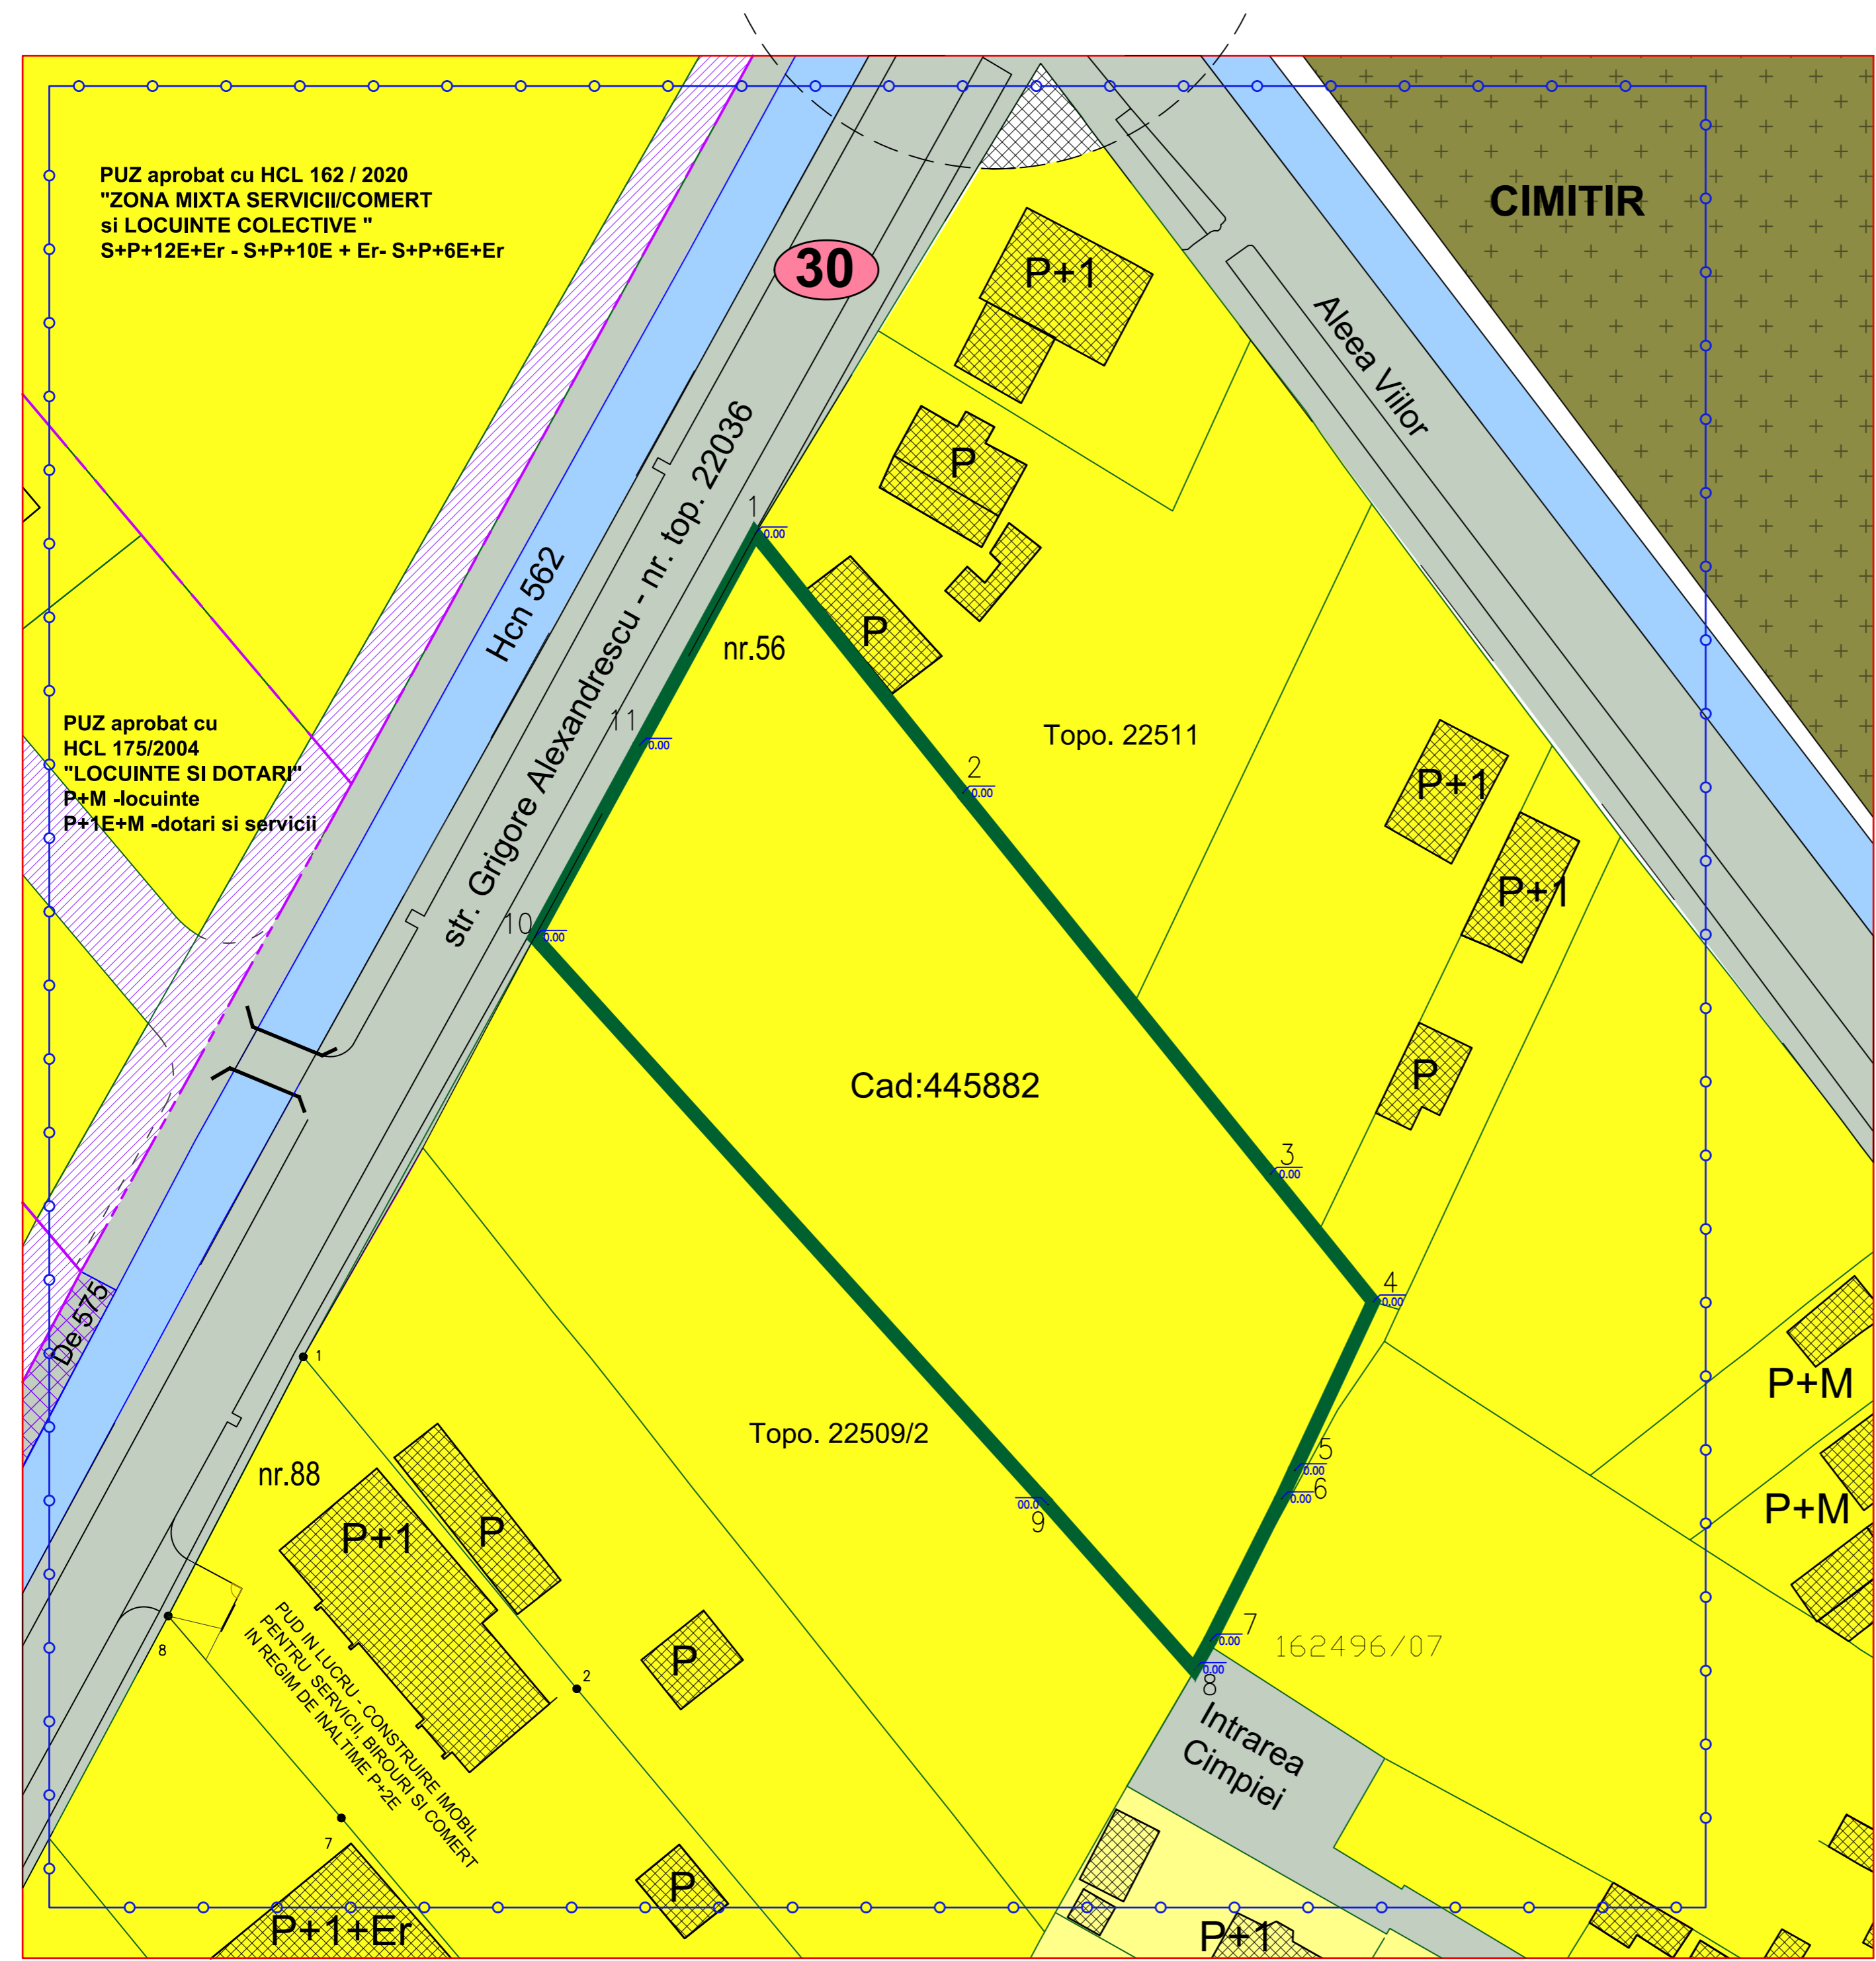 PUZ aprobat cu HCL 162 / 2020
"ZONA MIXTA SERVICII/COMERT
si LOCUINTE COLECTIVE "
S+P+12E+Er - S+P+10E + Er- S+P+6E+Er
CIMITIR
30
P+1
Aleea Viilor
P
str. Grigore Alexandrescu - nr. top. 22036
Hcn 562
1
0.00
nr.56
P
11
0.00
Topo. 22511
2
0.00
PUZ aprobat cu
HCL 175/2004
"LOCUINTE SI DOTARI"
P+M -locuinte
P+1E+M -dotari si servicii
P+1
P+1
10
0.00
P
Cad:445882
3
0.00
4
0.00
De 575
1
P+M
Topo. 22509/2
5
0.00
6
0.00
nr.88
0.00
9
P+M
P+1
P
7
0.00
162496/07
8
0.00
8
P
2
PUD IN LUCRU - CONSTRUIRE IMOBIL
PENTRU SERVICII, BIROURI SI COMERT
IN REGIM DE INALTIME P+2E
Intrarea
Cimpiei
7
P
P+1+Er
P+1